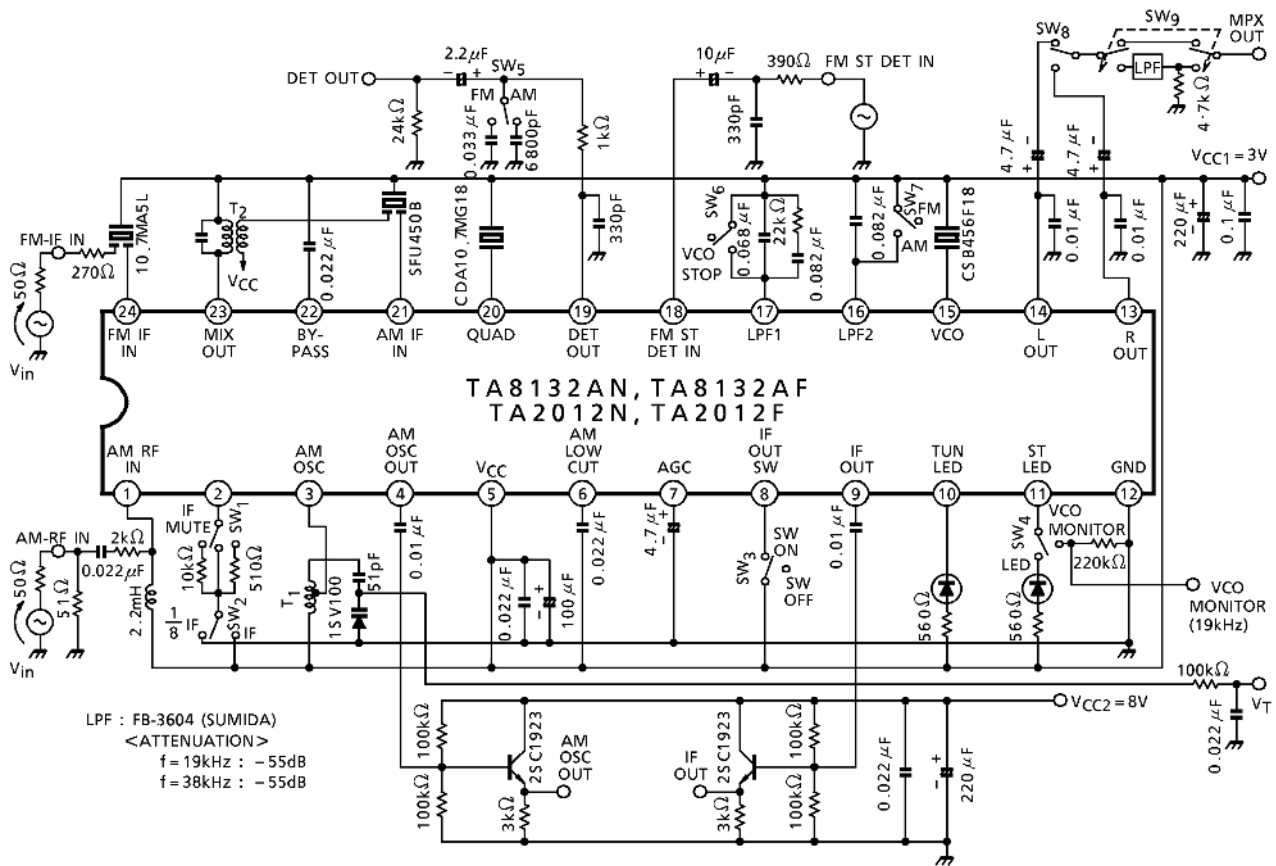 SW9
MPX
OUT
SW8
LPF
4.7kΩ
2.2μF
− +
SW5
DET OUT
FM AM
24kΩ
0.033μF
6800pF
1kΩ
330pF
10μF
+ −
390Ω
FM ST DET IN
330pF
4.7μF
+ −
4.7μF
+ −
VCC1=3V
10.7MA5L
FM-IF IN
270Ω
50Ω
Vin
T2
VCC
0.022μF
SFU450B
CDA10.7MG18
SW6
VCO
STOP
0.068μF
22kΩ
0.082μF
0.082μF
SW7
FM
AM
CSB456F18
0.01μF
0.01μF
220μF
− +
0.1μF
24 23 22 21 20 19 18 17 16 15 14 13
FM IF
IN
MIX
OUT
BY-
PASS
AM IF
IN
QUAD
DET
OUT
FM ST
DET IN
LPF1
LPF2
VCO
L
OUT
R
OUT
TA8132AN, TA8132AF
TA2012N, TA2012F
AM RF
IN
AM
OSC
AM
OSC
OUT
VCC
AM
LOW
CUT
AGC
IF
OUT
SW
IF
OUT
TUN
LED
ST
LED
GND
1 2 3 4 5 6 7 8 9 10 11 12
AM-RF IN
2kΩ
0.022μF
50Ω
51Ω
Vin
2.2mH
IF
MUTE
SW1
10kΩ
510Ω
SW2
1/8 IF
IF
T1
51pF
1SV100
0.01μF
0.022μF
− +
100μF
0.022μF
4.7μF
− +
SW3
SW
ON
SW
OFF
0.01μF
560Ω
SW4
VCO
MONITOR
LED
560Ω
220kΩ
VCO
MONITOR
(19kHz)
100kΩ
VT
0.022μF
LPF : FB-3604 (SUMIDA)
<ATTENUATION>
f=19kHz : −55dB
f=38kHz : −55dB
100kΩ
100kΩ
2SC1923
AM
OSC
OUT
3kΩ
IF
OUT
2SC1923
3kΩ
100kΩ
100kΩ
0.022μF
− +
220μF
VCC2=8V